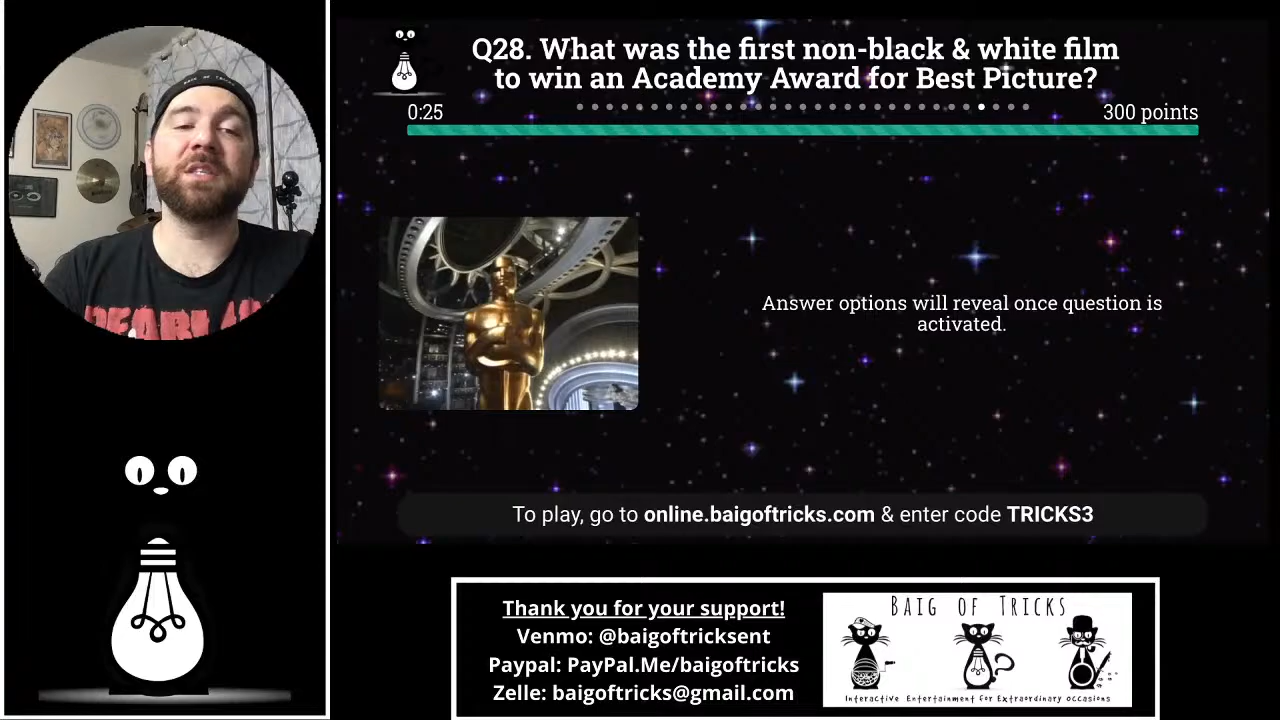 Q28. What was the first non-black & white film
to win an Academy Award for Best Picture?
0:25
300 points
Answer options will reveal once question is
activated.
To play, go to online.baigoftricks.com & enter code TRICKS3
Thank you for your support!
Venmo: @baigoftricksent
Paypal: PayPal.Me/baigoftricks
Zelle: baigoftricks@gmail.com
BAIG OF TRICKS
Interactive Entertainment for Extraordinary occasions